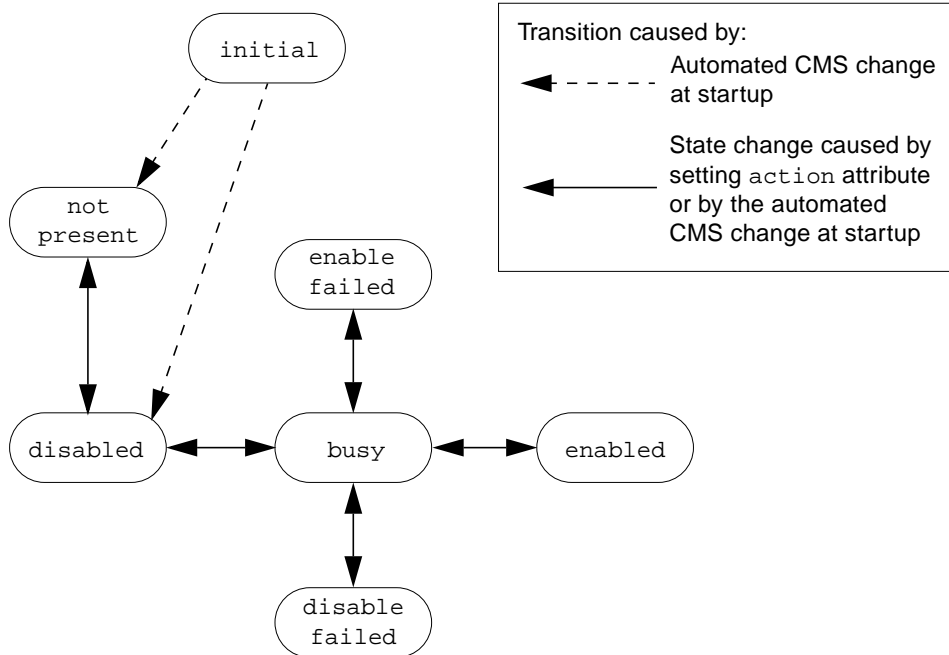 initial
Transition caused by:
Automated CMS change
at startup
State change caused by
setting action attribute
or by the automated
CMS change at startup
not
present
enable
failed
disabled
busy
enabled
disable
failed